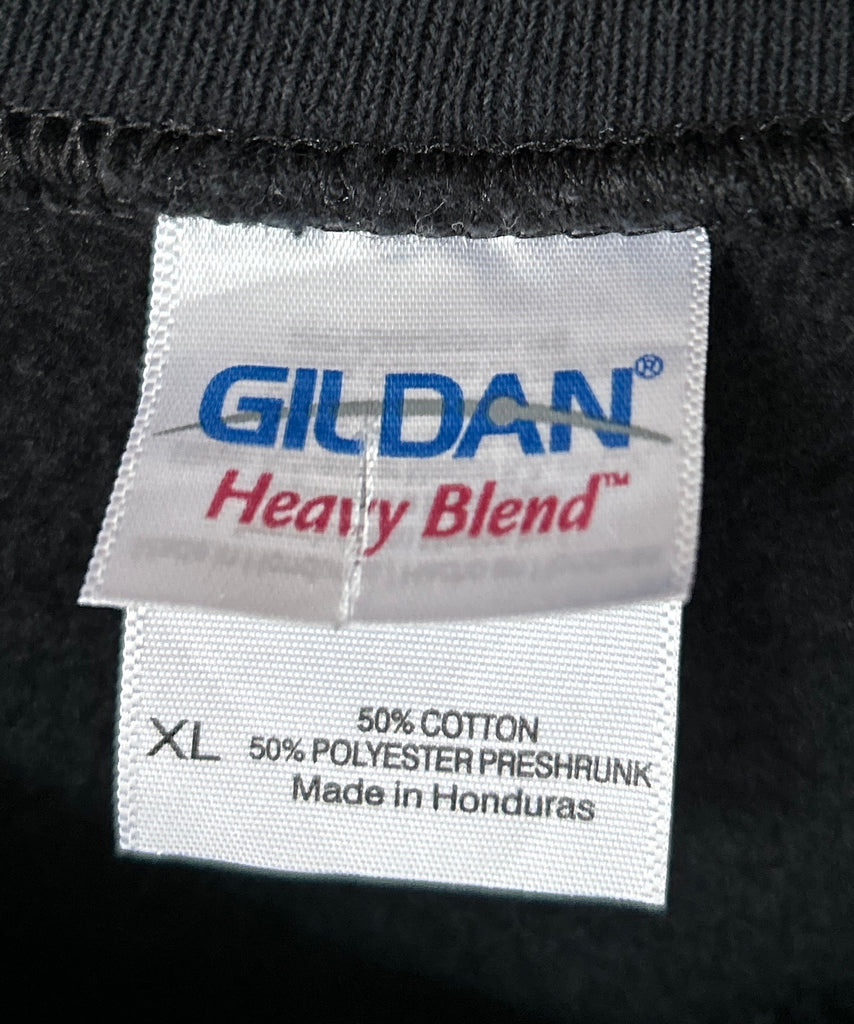 GILDAN®
Heavy Blend™
XL
50% COTTON
50% POLYESTER PRESHRUNK
Made in Honduras